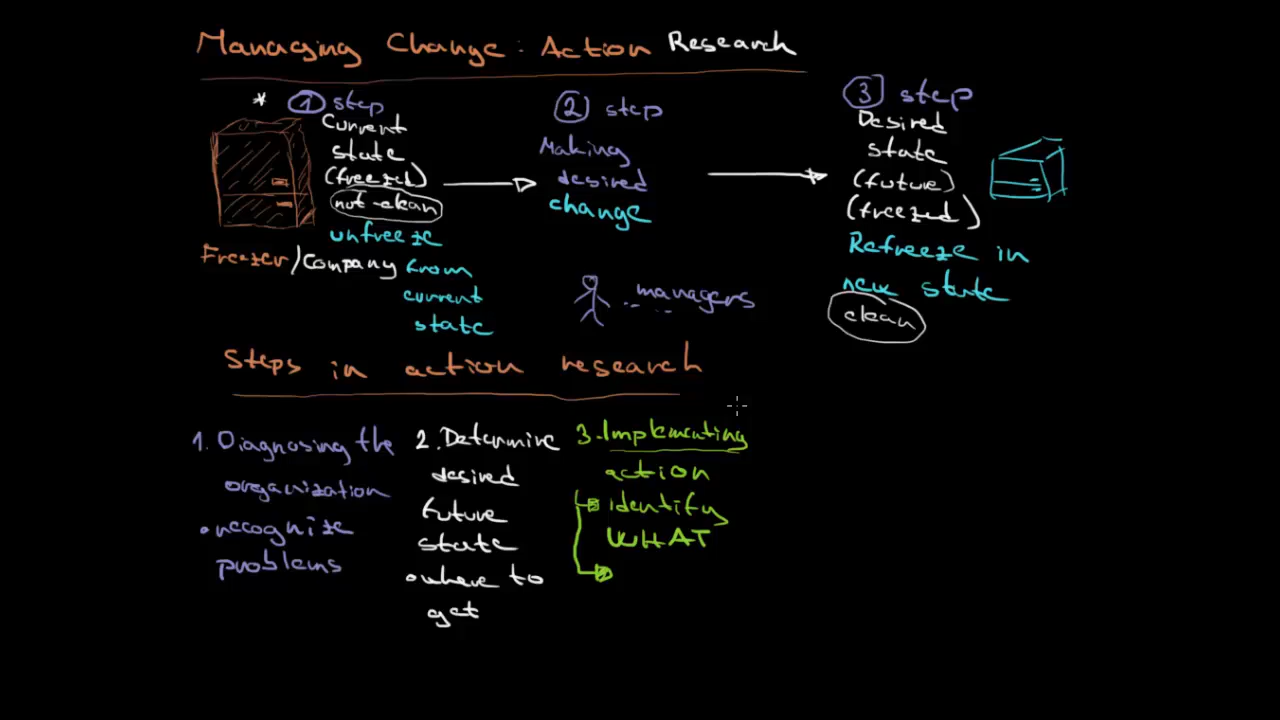 Managing Change: Action Research
* 1 step
Current
state
(freezed)
not-clean
unfreeze
from
current
state
Freezer/Company
2 step
Making
desired
change
managers
3 step
Desired
state
(future)
(freezed)
Refreeze in
new state
clean
Steps in action research
1. Diagnosing the
organization
• recognize
problems
2. Determine
desired
future
state
• where to
get
3. Implementing
action
identify
WHAT